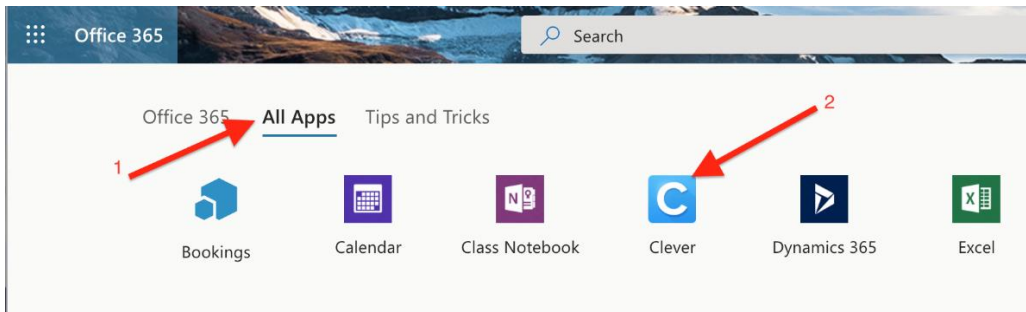 Office 365
Search
Office 365 All Apps Tips and Tricks
1
2
Bookings Calendar Class Notebook Clever Dynamics 365 Excel